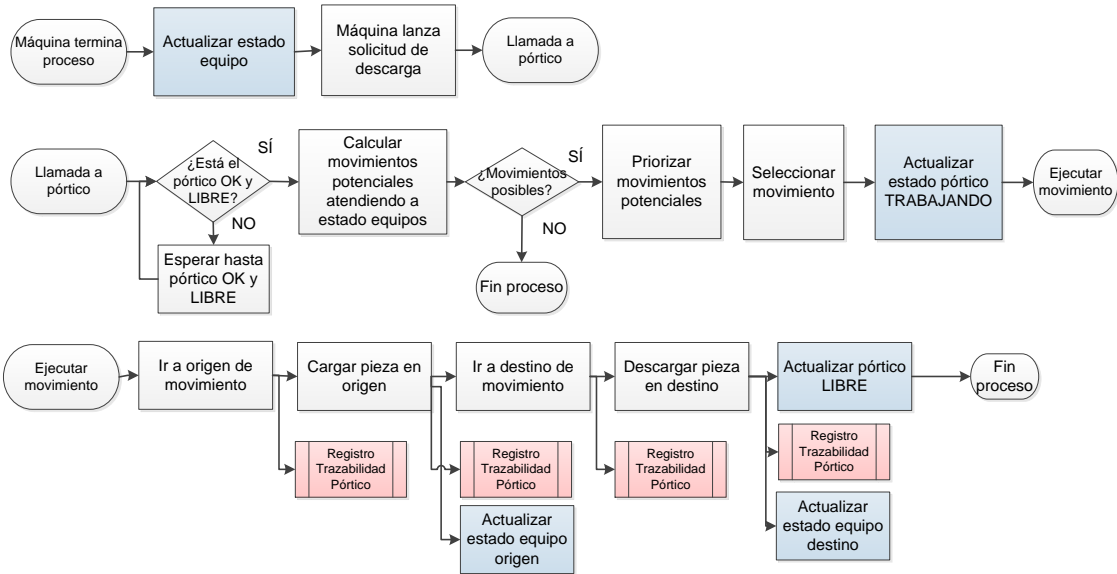 Máquina termina
proceso
Actualizar estado
equipo
Máquina lanza
solicitud de
descarga
Llamada a
pórtico
Llamada a
pórtico
¿Está el
pórtico OK y
LIBRE?
SÍ
NO
Esperar hasta
pórtico OK y
LIBRE
Calcular
movimientos
potenciales
atendiendo a
estado equipos
¿Movimientos
posibles?
SÍ
NO
Fin proceso
Priorizar
movimientos
potenciales
Seleccionar
movimiento
Actualizar
estado pórtico
TRABAJANDO
Ejecutar
movimiento
Ejecutar
movimiento
Ir a origen de
movimiento
Cargar pieza en
origen
Ir a destino de
movimiento
Descargar pieza
en destino
Actualizar pórtico
LIBRE
Fin
proceso
Registro
Trazabilidad
Pórtico
Registro
Trazabilidad
Pórtico
Registro
Trazabilidad
Pórtico
Registro
Trazabilidad
Pórtico
Actualizar
estado equipo
origen
Actualizar
estado equipo
destino